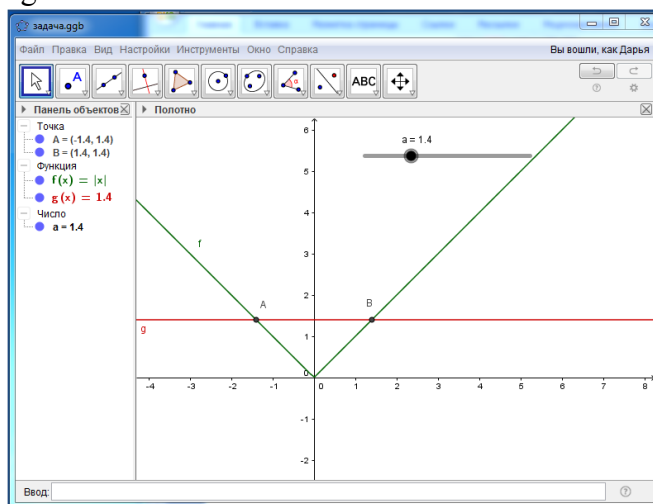 задача.ggb
Файл Правка Вид Настройки Инструменты Окно Справка
Вы вошли, как Дарья
A
α
ABC
Панель объектов
Полотно
Точка
A = (-1.4, 1.4)
B = (1.4, 1.4)
Функция
f(x) = |x|
g(x) = 1.4
Число
a = 1.4
a = 1.4
6
5
4
f
3
2
A
B
g
1
0
-4 -3 -2 -1 0 1 2 3 4 5 6 7 8
-1
-2
Ввод: